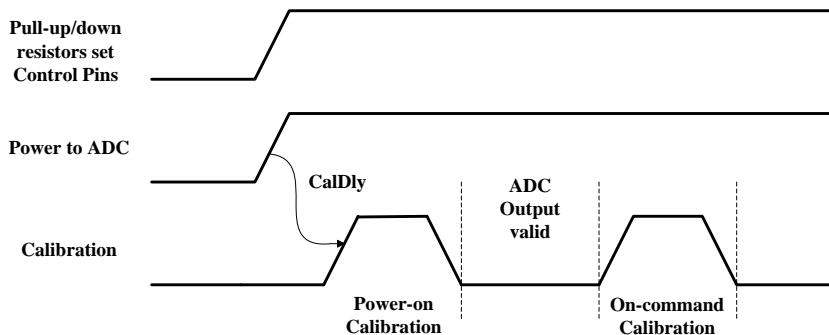 Pull-up/down
resistors set
Control Pins
Power to ADC
CalDly
ADC
Output
valid
Calibration
Power-on
Calibration
On-command
Calibration